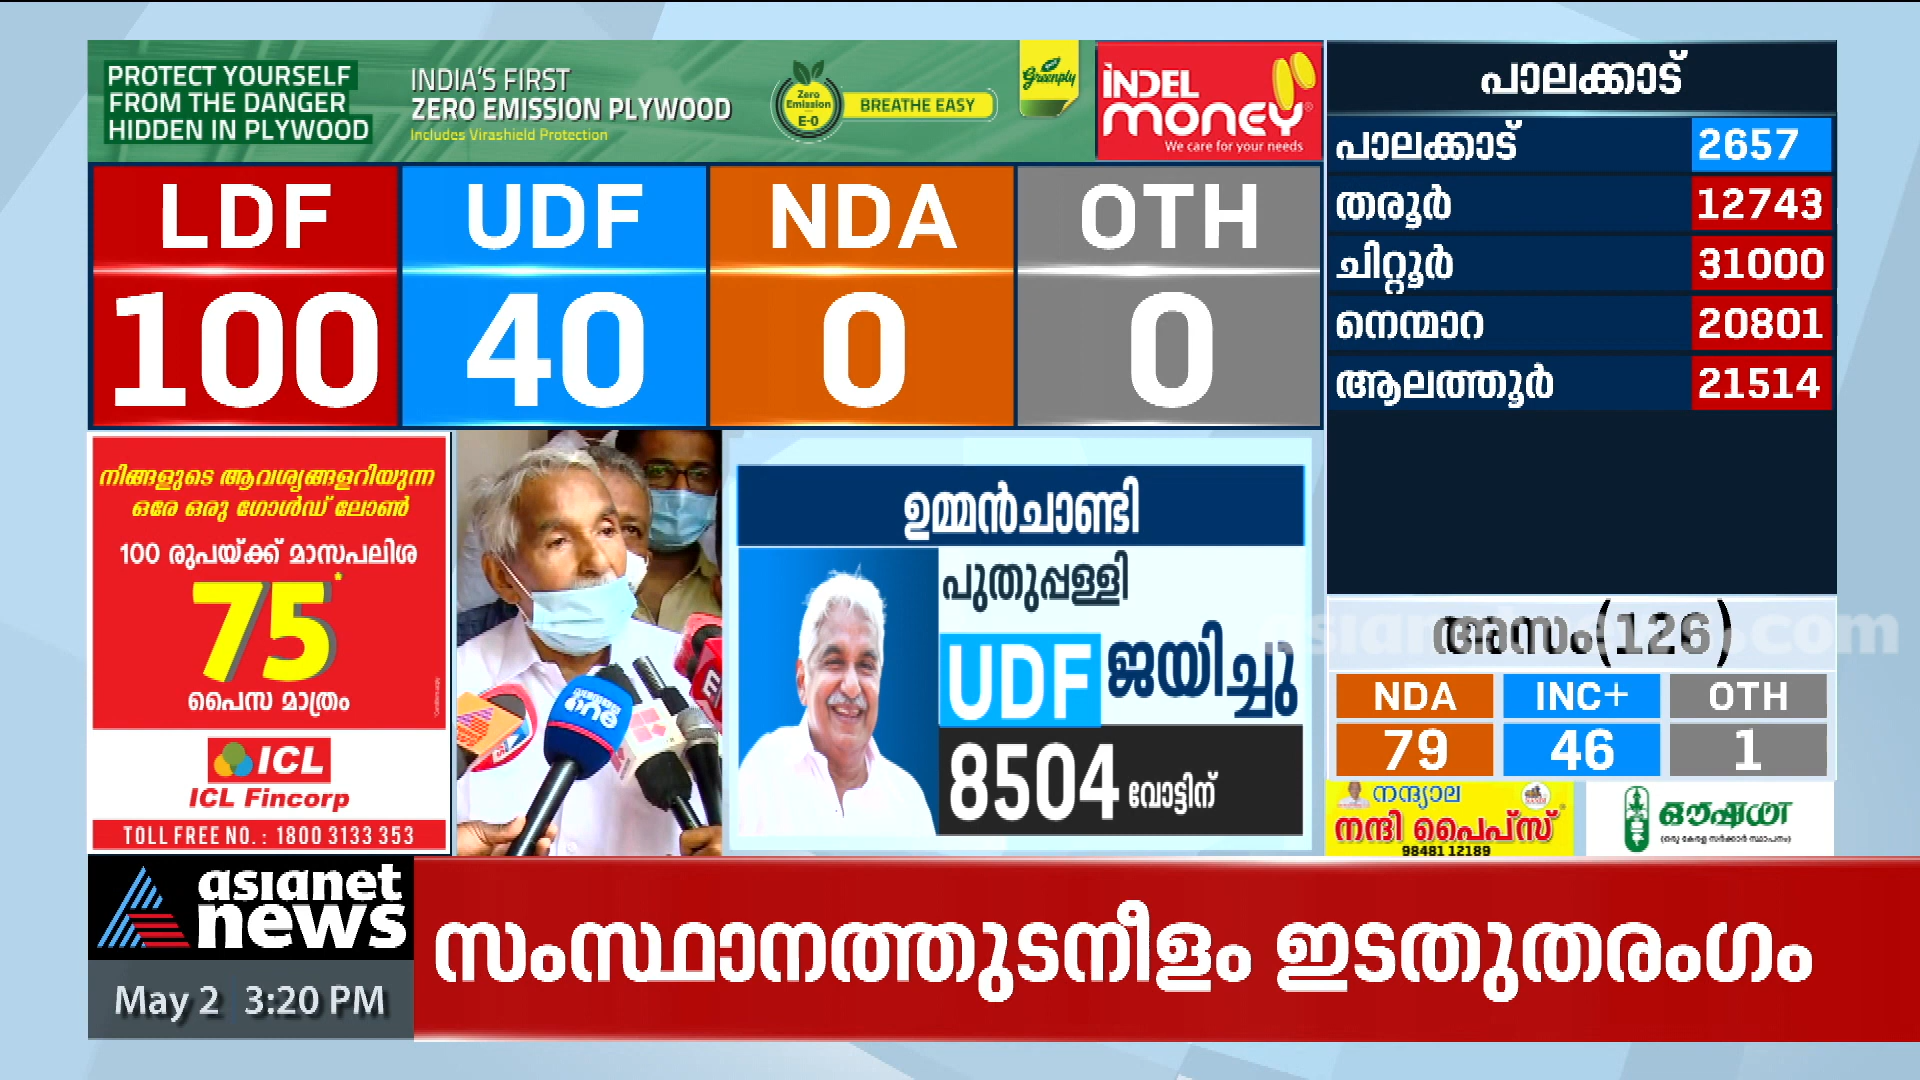 PROTECT YOURSELF
FROM THE DANGER
HIDDEN IN PLYWOOD
INDIA'S FIRST
ZERO EMISSION PLYWOOD
Includes Virashield Protection
Zero
Emission
E-0
BREATHE EASY
Greenply
INDEL
money
We care for your needs
LDF UDF NDA OTH
100 40 0 0
പാലക്കാട്
പാലക്കാട് 2657
തരൂർ 12743
ചിറ്റൂർ 31000
നെന്മാറ 20801
ആലത്തൂർ 21514
നിങ്ങളുടെ ആവശ്യങ്ങളറിയുന്ന
ഒരേ ഒരു ഗോൾഡ് ലോൺ
100 രുപയ്ക്ക് മാസപലിശ
75*
പൈസ മാത്രം
ICL
ICL Fincorp
TOLL FREE NO. : 1800 3133 353
ഉമ്മൻചാണ്ടി
പുതുപ്പള്ളി
UDF ജയിച്ചു
8504 വോട്ടിന്
അസം(126)
NDA INC+ OTH
79 46 1
നന്ദ്യാല
നന്ദി പൈപ്സ്
98481 12189
ഔഷധി
(ഒരു കേരള സർക്കാർ സ്ഥാപനം)
asianet
news
May 2 3:20 PM
സംസ്ഥാനത്തുടനീളം ഇടതുതരംഗം